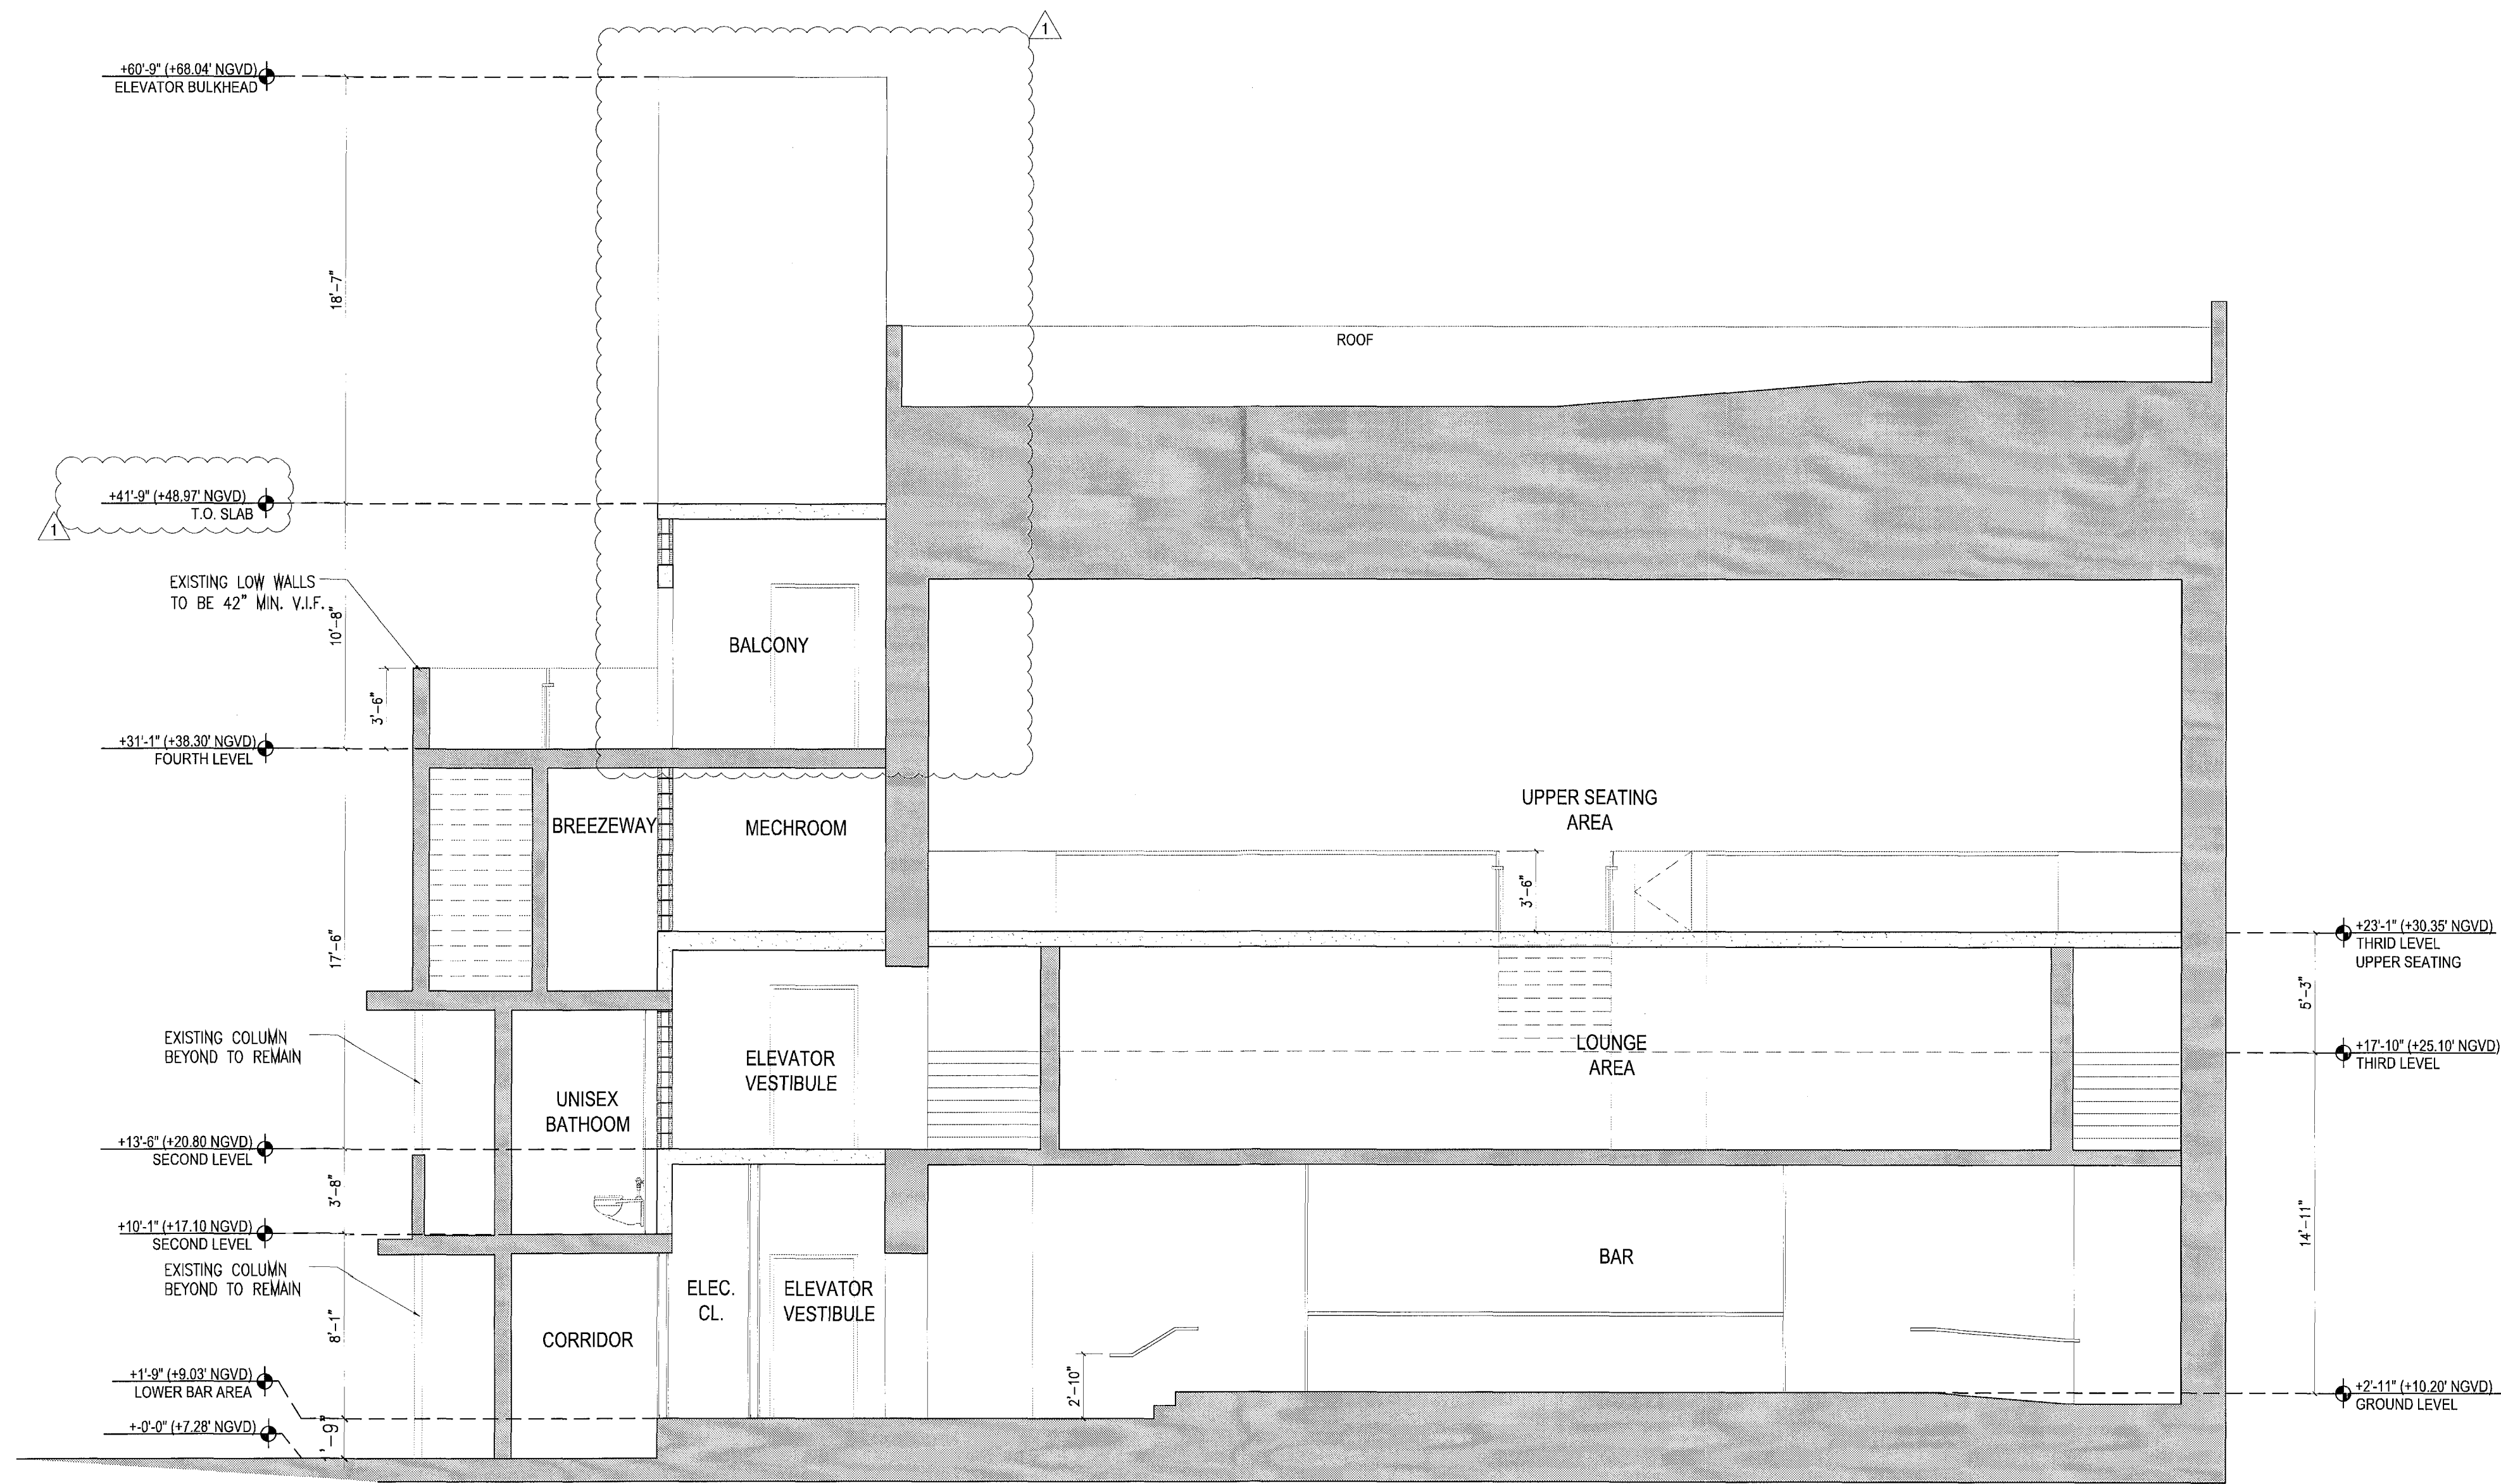 1
+60'-9" (+68.04' NGVD)
ELEVATOR BULKHEAD
18'-7"
ROOF
+41'-9" (+48.97' NGVD)
T.O. SLAB
1
EXISTING LOW WALLS
TO BE 42" MIN. V.I.F.
10'-8"
BALCONY
3'-6"
+31'-1" (+38.30' NGVD)
FOURTH LEVEL
BREEZEWAY
MECHROOM
UPPER SEATING
AREA
3'-6"
17'-6"
+23'-1" (+30.35' NGVD)
THRID LEVEL
UPPER SEATING
5'-3"
EXISTING COLUMN
BEYOND TO REMAIN
ELEVATOR
VESTIBULE
LOUNGE
AREA
+17'-10" (+25.10' NGVD)
THIRD LEVEL
UNISEX
BATHOOM
+13'-6" (+20.80 NGVD)
SECOND LEVEL
3'-8"
+10'-1" (+17.10 NGVD)
SECOND LEVEL
14'-11"
EXISTING COLUMN
BEYOND TO REMAIN
BAR
ELEC.
CL.
ELEVATOR
VESTIBULE
8'-1"
CORRIDOR
+1'-9" (+9.03' NGVD)
LOWER BAR AREA
2'-10"
+2'-11" (+10.20' NGVD)
GROUND LEVEL
+-0'-0" (+7.28' NGVD)
1'-9"